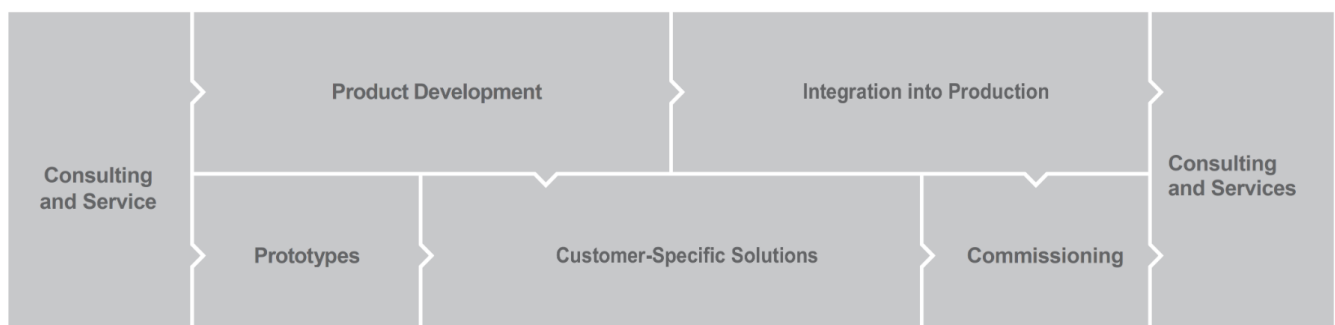 Consulting
and Service
Product Development
Integration into Production
Prototypes
Customer-Specific Solutions
Commissioning
Consulting
and Services